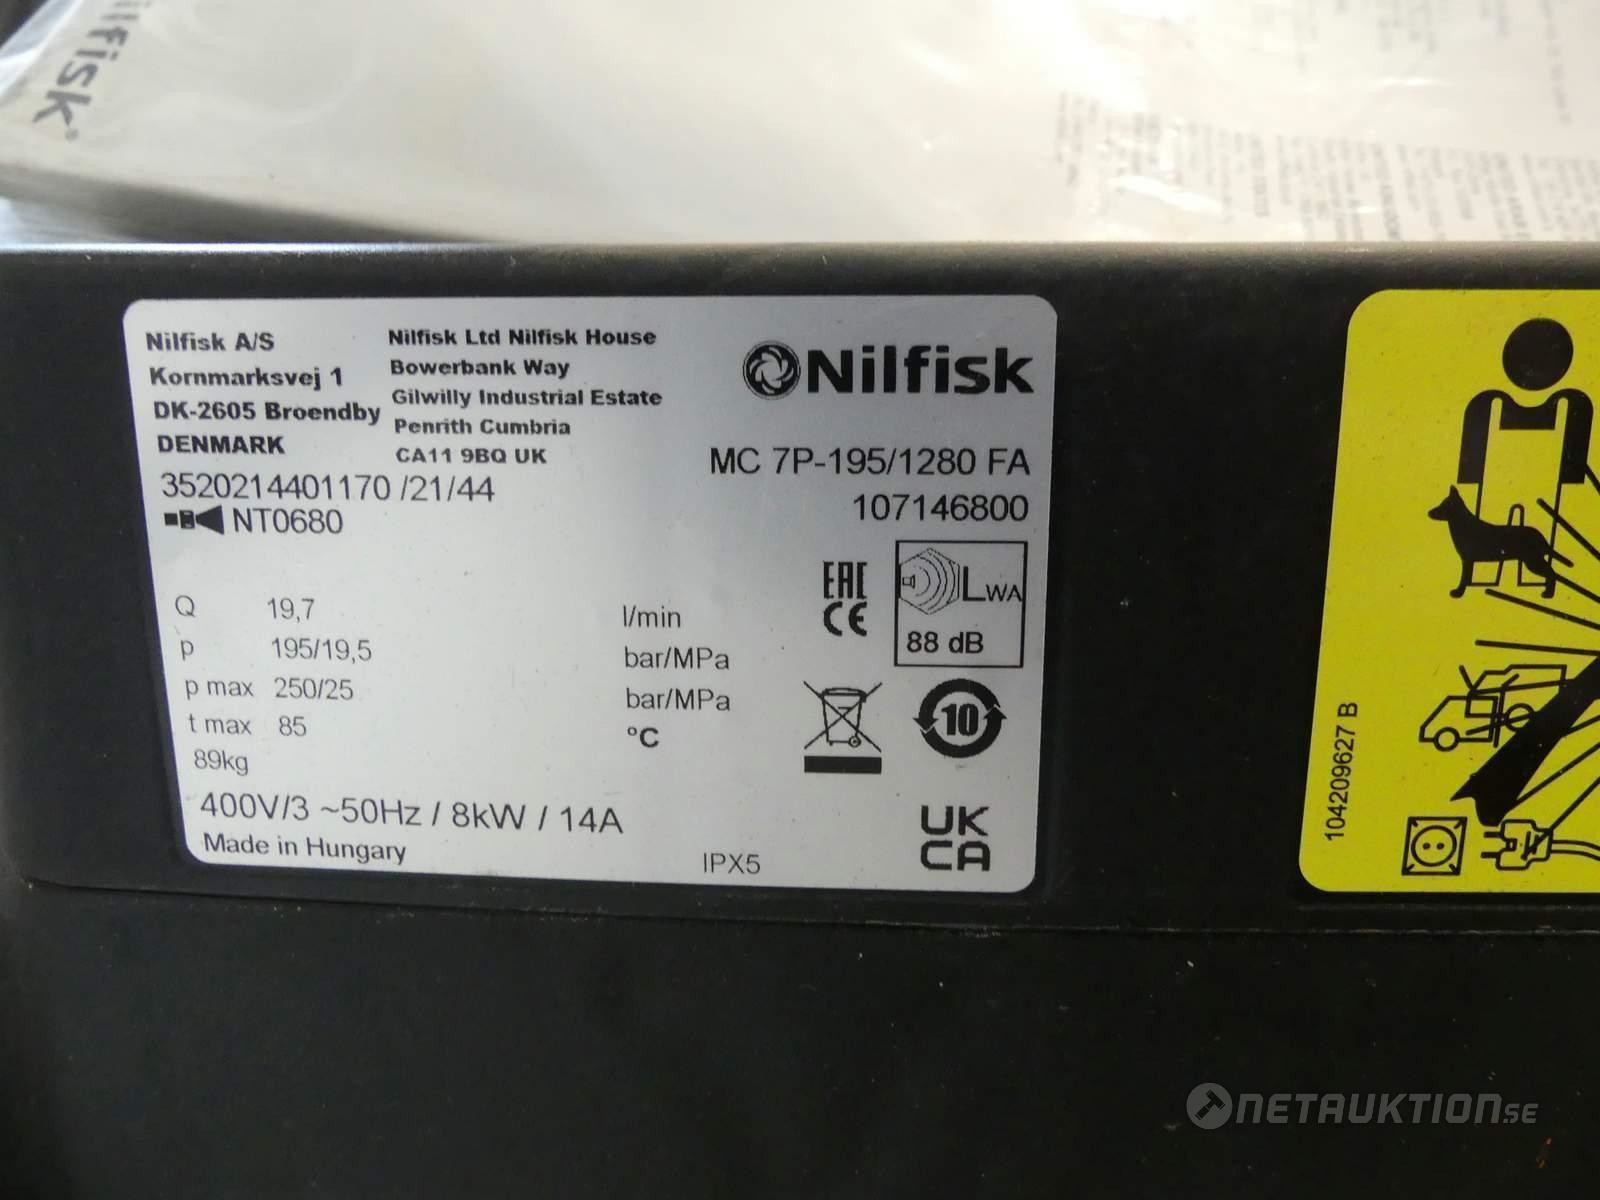 Nilfisk
Nilfisk A/S
Kornmarksvej 1
DK-2605 Broendby
DENMARK
Nilfisk Ltd Nilfisk House
Bowerbank Way
Gilwilly Industrial Estate
Penrith Cumbria
CA11 9BQ UK
Nilfisk
MC 7P-195/1280 FA
107146800
3520214401170 /21/44
NT0680
Q 19,7 l/min
p 195/19,5 bar/MPa
p max 250/25 bar/MPa
t max 85 °C
89kg
400V/3 ~50Hz / 8kW / 14A
Made in Hungary
IPX5
EAC
CE
LWA
88 dB
10
UK
CA
104209627 B
NETAUKTION.SE